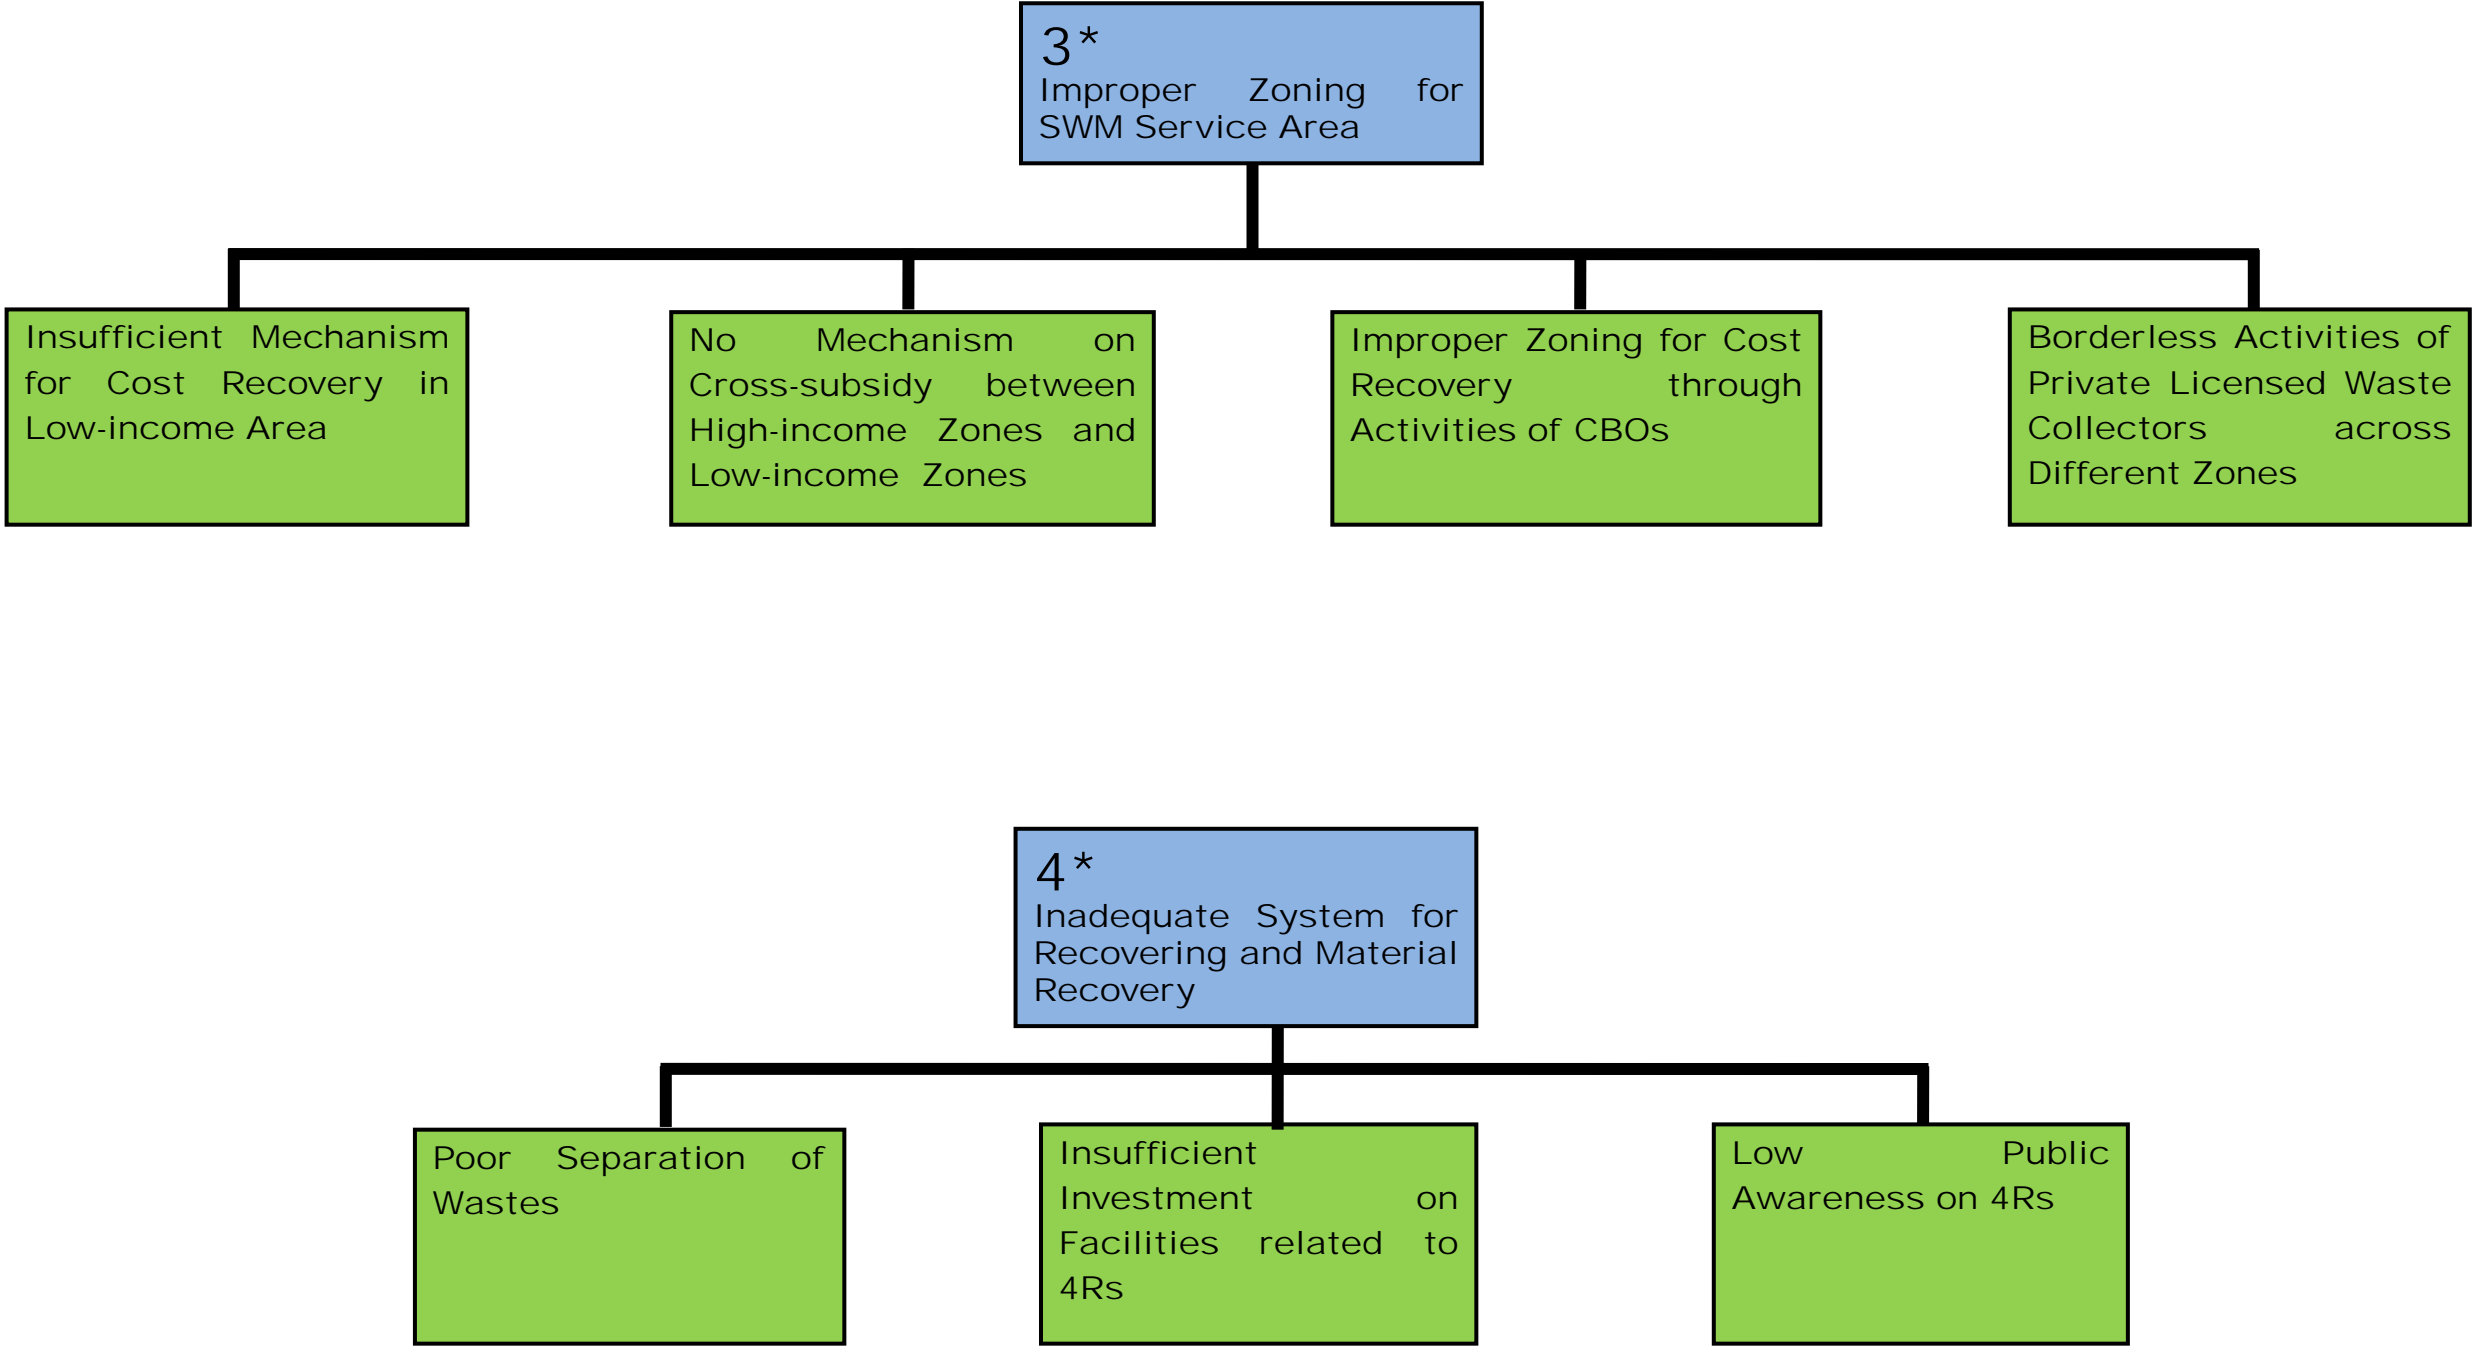 3*
Improper Zoning for
SWM Service Area
Insufficient Mechanism
for Cost Recovery in
Low-income Area
No Mechanism on
Cross-subsidy between
High-income Zones and
Low-income Zones
Improper Zoning for Cost
Recovery through
Activities of CBOs
Borderless Activities of
Private Licensed Waste
Collectors across
Different Zones
4*
Inadequate System for
Recovering and Material
Recovery
Poor Separation of
Wastes
Insufficient
Investment on
Facilities related to
4Rs
Low Public
Awareness on 4Rs